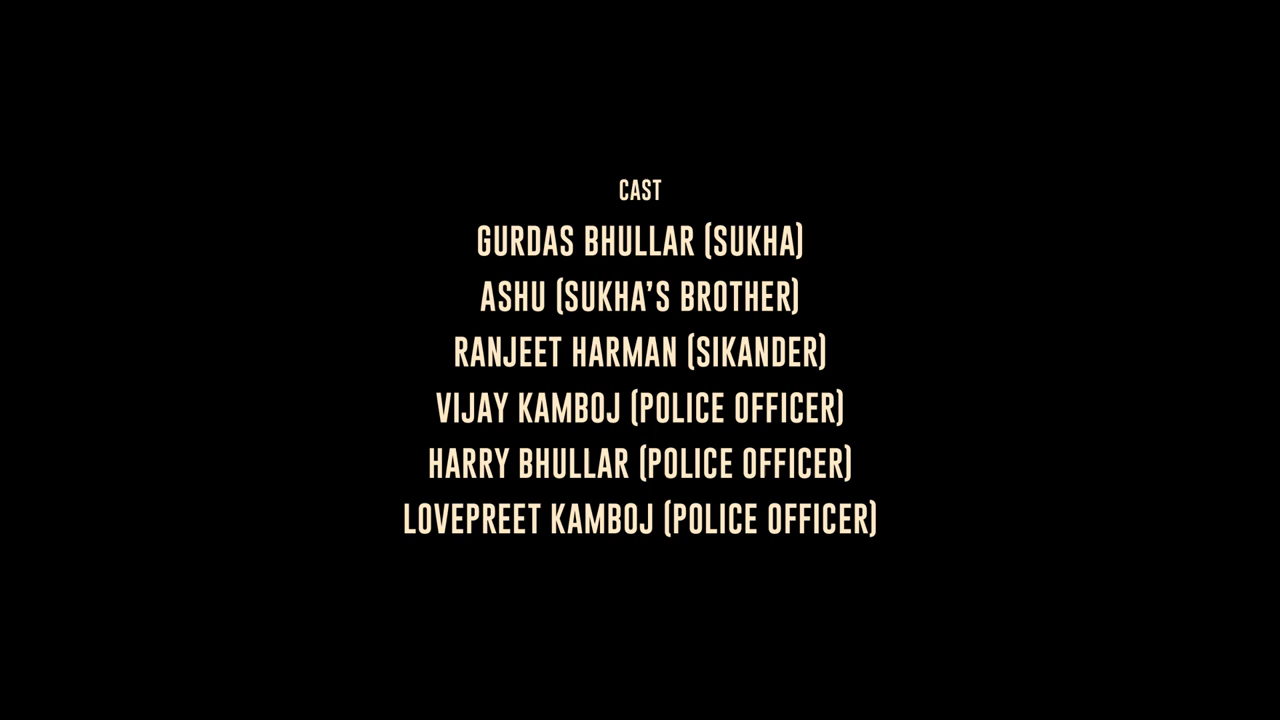 CAST
GURDAS BHULLAR (SUKHA)
ASHU (SUKHA'S BROTHER)
RANJEET HARMAN (SIKANDER)
VIJAY KAMBOJ (POLICE OFFICER)
HARRY BHULLAR (POLICE OFFICER)
LOVEPREET KAMBOJ (POLICE OFFICER)